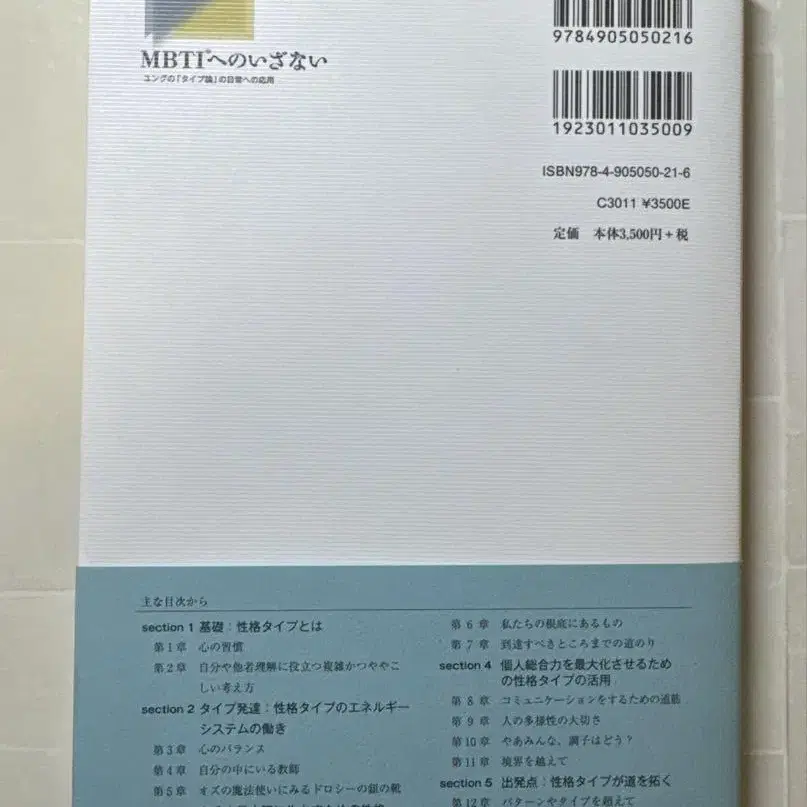 9784905050216
MBTI®へのいざない
ユングの「タイプ論」の日常への応用
1923011035009
ISBN978-4-905050-21-6
C3011 ¥3500E
定価 本体3,500円+税
主な目次から
section 1 基礎:性格タイプとは
第1章 心の習慣
第2章 自分や他者理解に役立つ複雑かつややこ
しい考え方
section 2 タイプ発達:性格タイプのエネルギー
システムの働き
第3章 心のバランス
第4章 自分の中にいる教師
第5章 オズの魔法使いにみるドロシーの銀の靴
第6章 私たちの根底にあるもの
第7章 到達すべきところまでの道のり
section 4 個人総合力を最大化させるため
の性格タイプの活用
第8章 コミュニケーションをするための道筋
第9章 人の多様性の大切さ
第10章 やあみんな、調子はどう?
第11章 境界を越えて
section 5 出発点:性格タイプが道を拓く
第12章 パターンやタイプを超えて